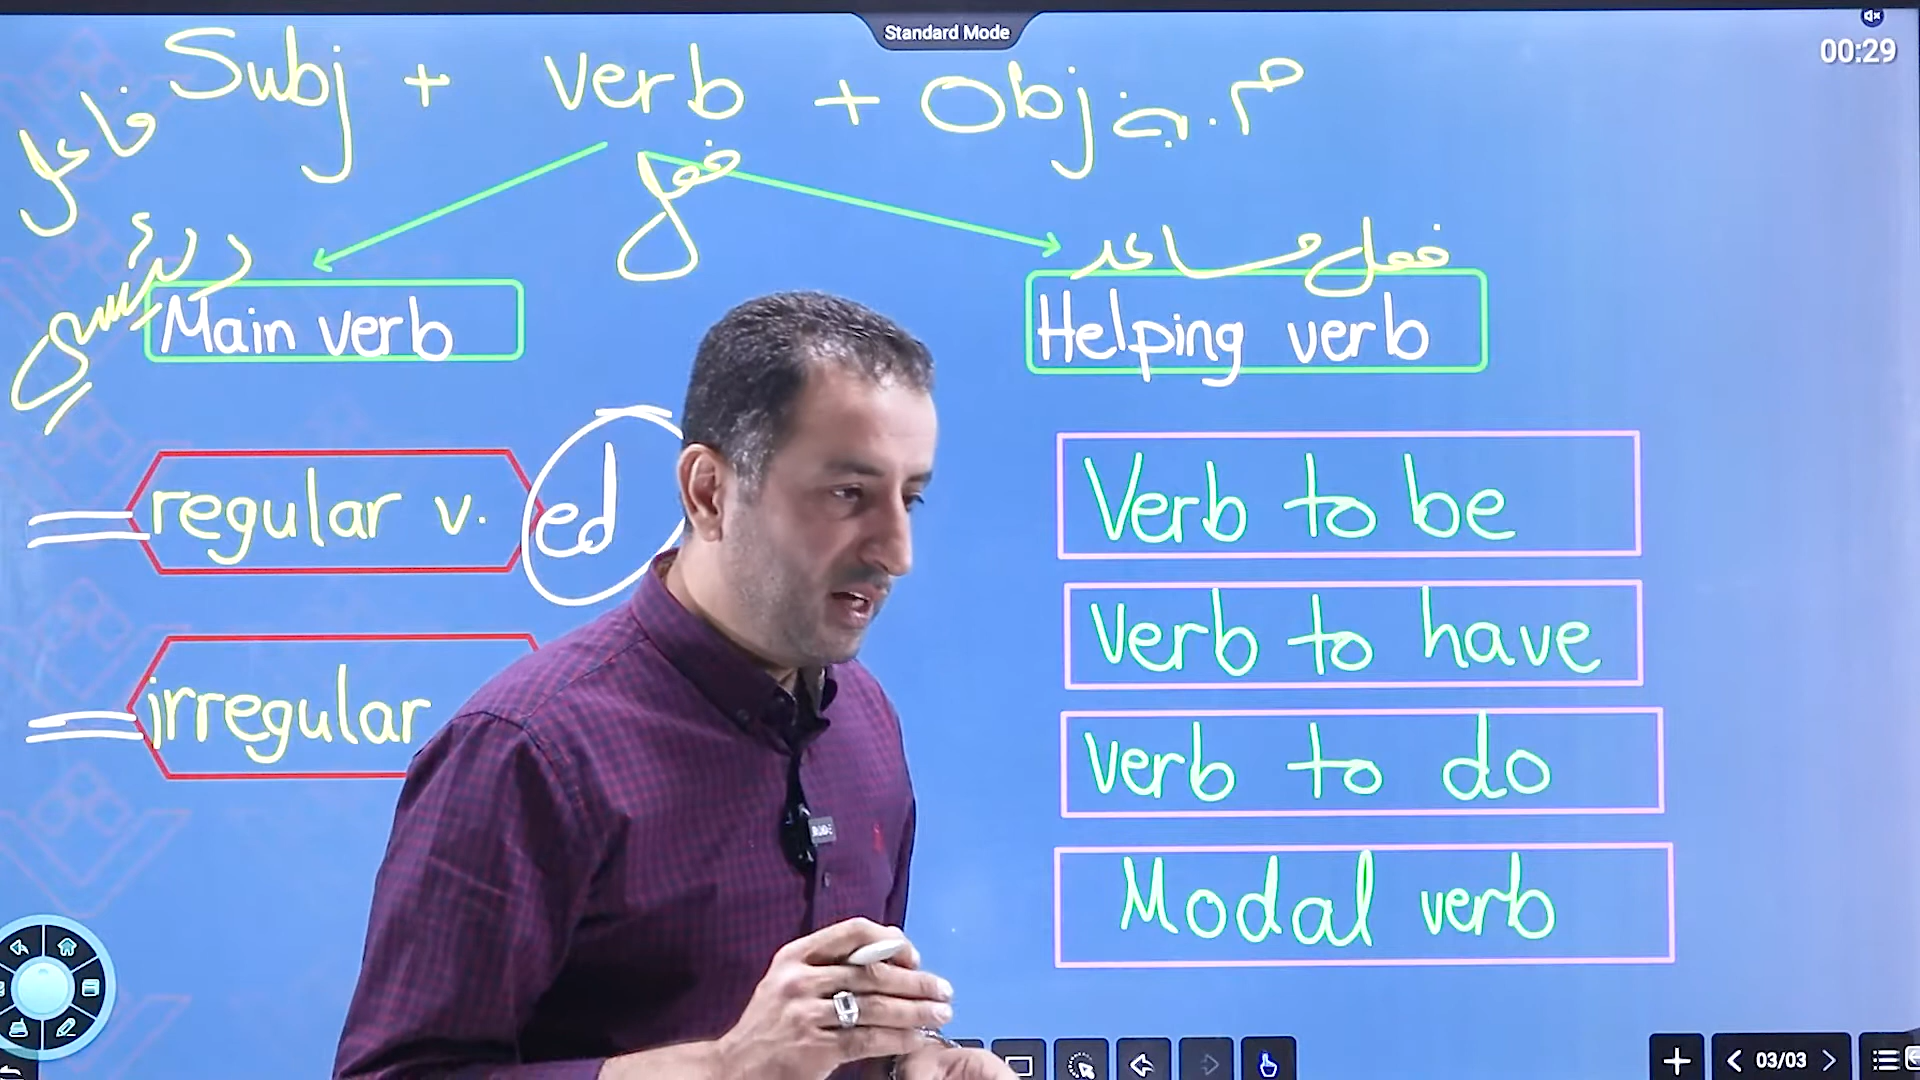 Standard Mode
00:29
Subj + verb + Obj م . به
فاعل
فعل
رئيسي
فعل مساعد
Main verb
Helping verb
regular v. ed
irregular
Verb to be
verb to have
verb to do
Modal verb
03/03